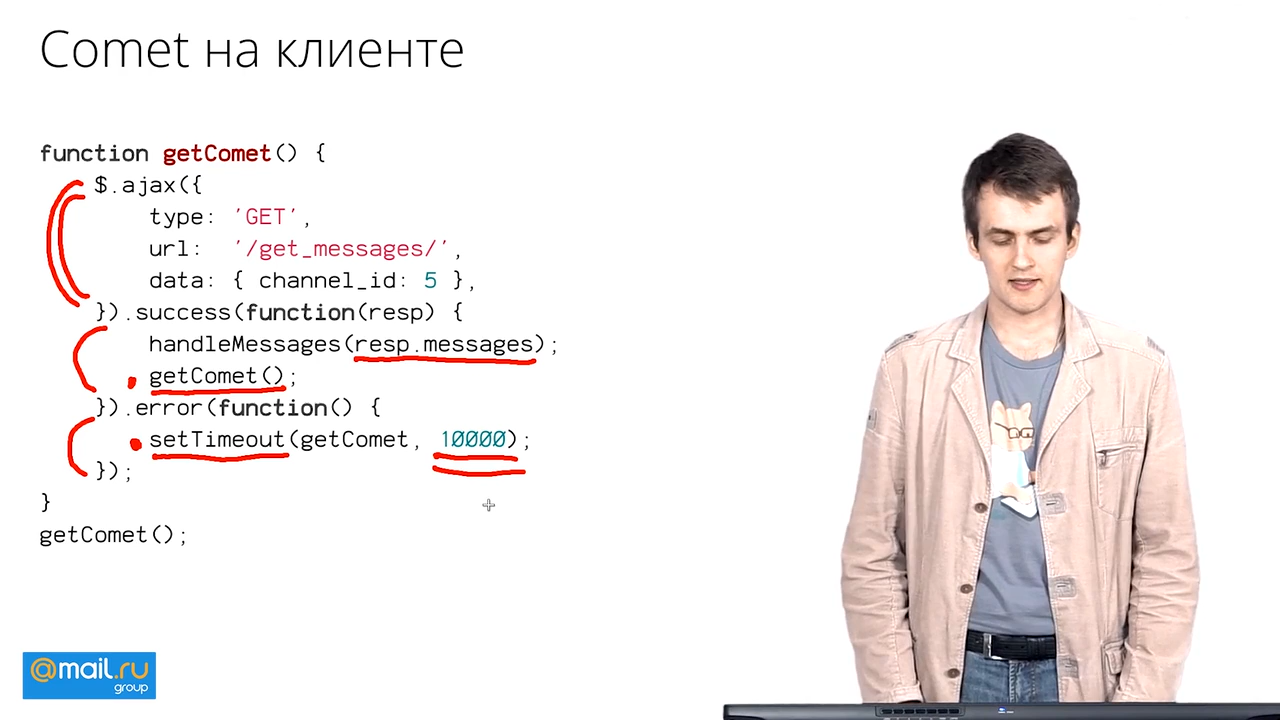 Comet на клиенте
function getComet() {
$.ajax({
type: 'GET',
url: '/get_messages/',
data: { channel_id: 5 },
}).success(function(resp) {
handleMessages(resp.messages);
getComet();
}).error(function() {
setTimeout(getComet, 10000);
});
}
getComet();
@mail.ru
group